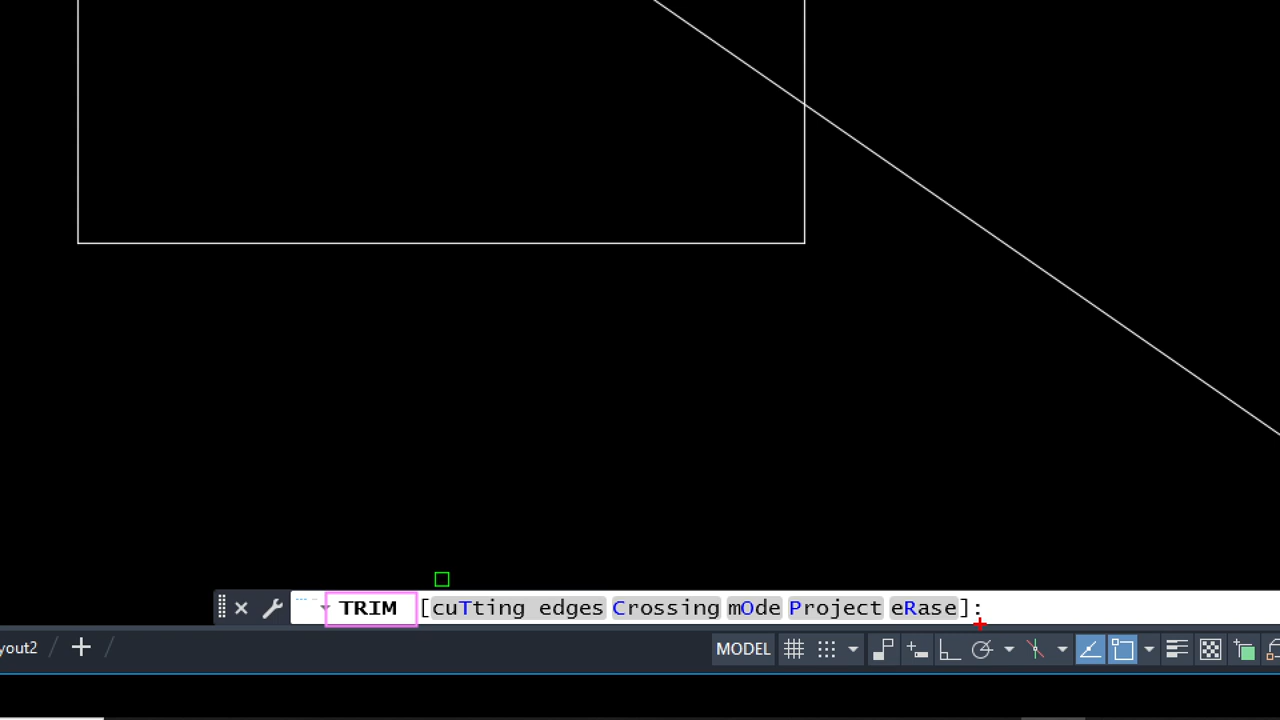 TRIM [cuTting edges Crossing mOde Project eRase]:
yout2 / + / MODEL